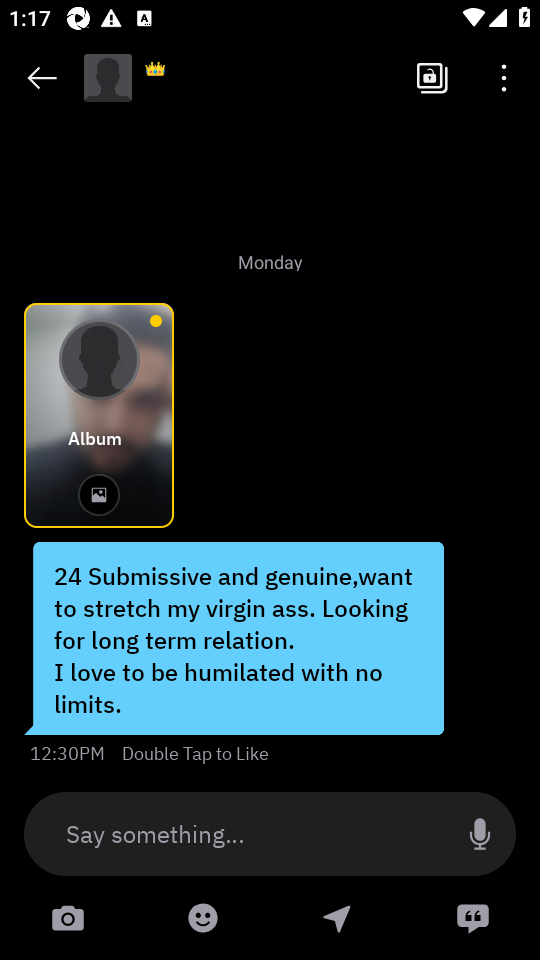 1:17
Monday
Album
24 Submissive and genuine,want
to stretch my virgin ass. Looking
for long term relation.
I love to be humilated with no
limits.
12:30PM Double Tap to Like
Say something...